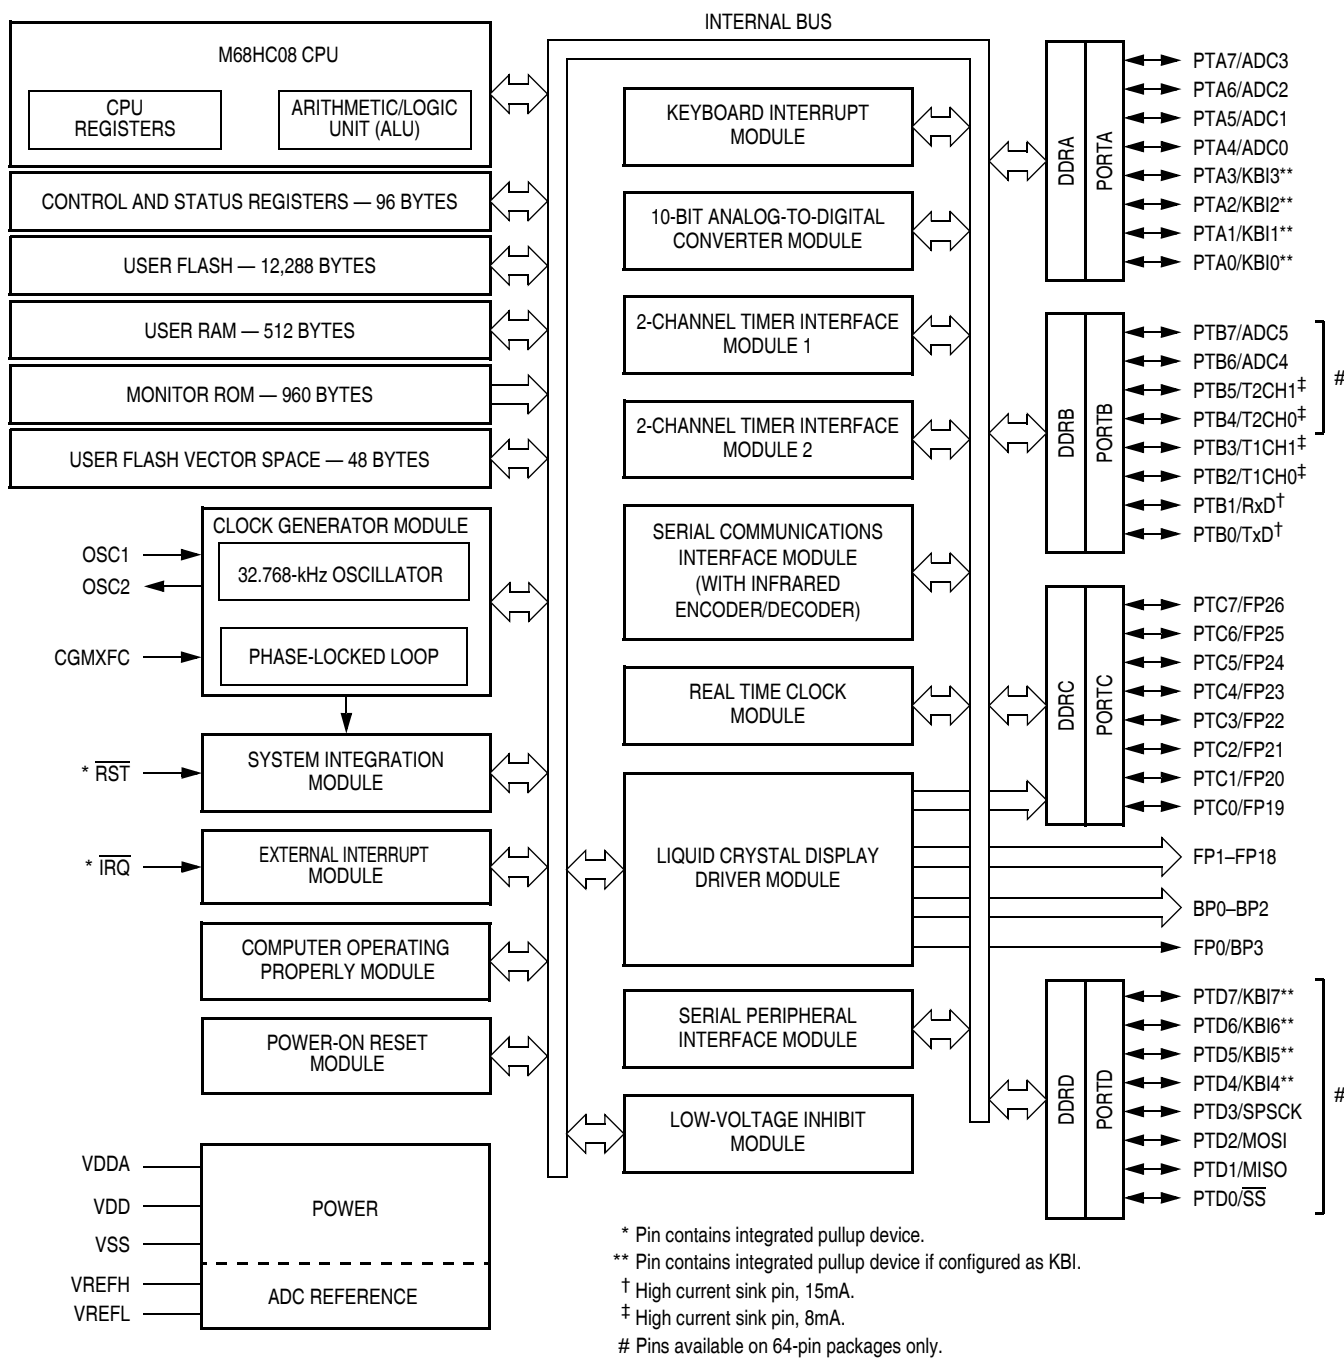 INTERNAL BUS
M68HC08 CPU
CPU
REGISTERS
ARITHMETIC/LOGIC
UNIT (ALU)
CONTROL AND STATUS REGISTERS — 96 BYTES
USER FLASH — 12,288 BYTES
USER RAM — 512 BYTES
MONITOR ROM — 960 BYTES
USER FLASH VECTOR SPACE — 48 BYTES
CLOCK GENERATOR MODULE
32.768-kHz OSCILLATOR
PHASE-LOCKED LOOP
OSC1
OSC2
CGMXFC
* RST
SYSTEM INTEGRATION
MODULE
* IRQ
EXTERNAL INTERRUPT
MODULE
COMPUTER OPERATING
PROPERLY MODULE
POWER-ON RESET
MODULE
VDDA
VDD
VSS
VREFH
VREFL
POWER
ADC REFERENCE
KEYBOARD INTERRUPT
MODULE
10-BIT ANALOG-TO-DIGITAL
CONVERTER MODULE
2-CHANNEL TIMER INTERFACE
MODULE 1
2-CHANNEL TIMER INTERFACE
MODULE 2
SERIAL COMMUNICATIONS
INTERFACE MODULE
(WITH INFRARED
ENCODER/DECODER)
REAL TIME CLOCK
MODULE
LIQUID CRYSTAL DISPLAY
DRIVER MODULE
SERIAL PERIPHERAL
INTERFACE MODULE
LOW-VOLTAGE INHIBIT
MODULE
DDRA
PORTA
PTA7/ADC3
PTA6/ADC2
PTA5/ADC1
PTA4/ADC0
PTA3/KBI3**
PTA2/KBI2**
PTA1/KBI1**
PTA0/KBI0**
DDRB
PORTB
PTB7/ADC5
PTB6/ADC4
PTB5/T2CH1‡
PTB4/T2CH0‡
PTB3/T1CH1‡
PTB2/T1CH0‡
PTB1/RxD†
PTB0/TxD†
#
DDRC
PORTC
PTC7/FP26
PTC6/FP25
PTC5/FP24
PTC4/FP23
PTC3/FP22
PTC2/FP21
PTC1/FP20
PTC0/FP19
FP1–FP18
BP0–BP2
FP0/BP3
DDRD
PORTD
PTD7/KBI7**
PTD6/KBI6**
PTD5/KBI5**
PTD4/KBI4**
PTD3/SPSCK
PTD2/MOSI
PTD1/MISO
PTD0/SS
#
* Pin contains integrated pullup device.
** Pin contains integrated pullup device if configured as KBI.
† High current sink pin, 15mA.
‡ High current sink pin, 8mA.
# Pins available on 64-pin packages only.